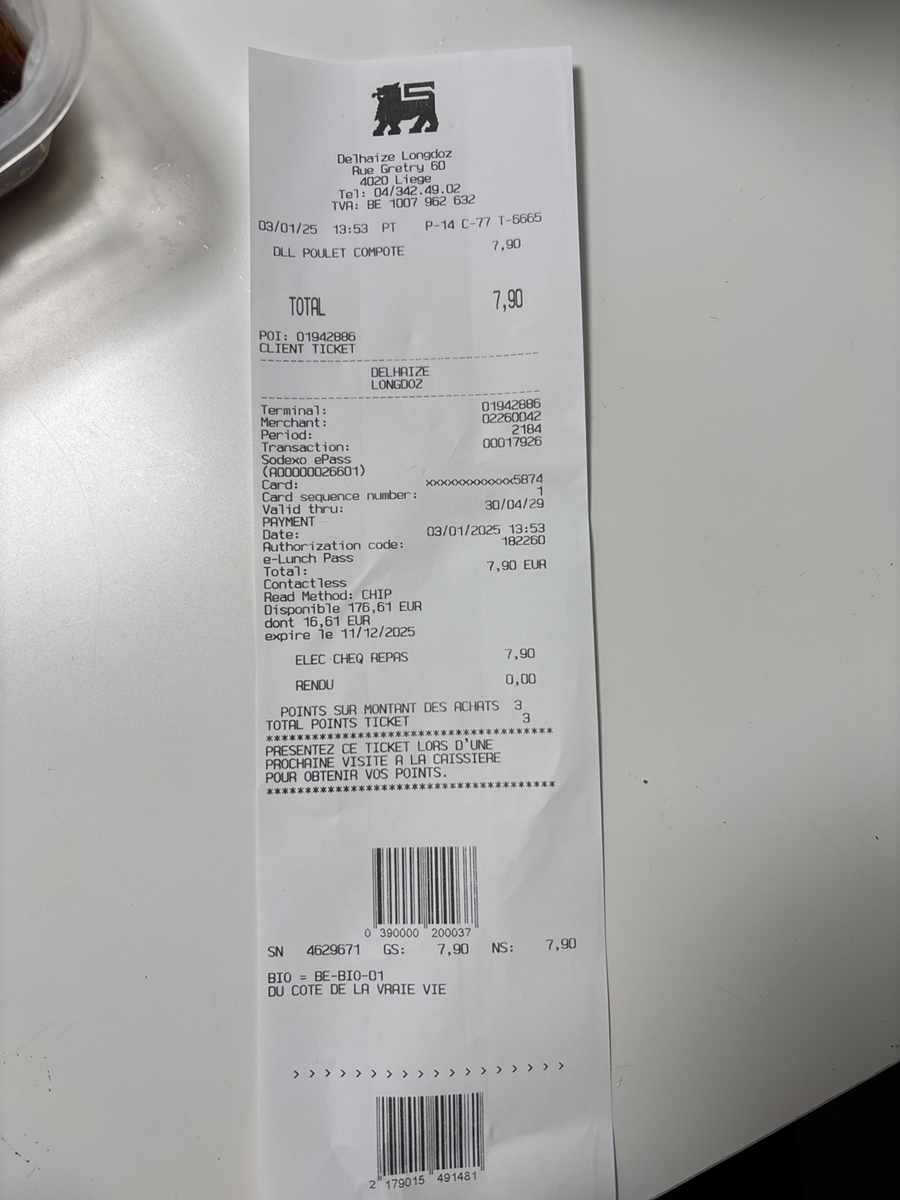 Delhaize Longdoz
Rue Gretry 60
4020 Liege
Tel: 04/342.49.02
TVA: BE 1007 962 632
03/01/25 13:53 PT P-14 C-77 T-6665
DLL POULET COMPOTE 7,90
TOTAL 7,90
POI: 01942886
CLIENT TICKET
DELHAIZE
LONGDOZ
Terminal: 01942886
Merchant: 02260042
Period: 2184
Transaction: 00017926
Sodexo ePass
(A00000026601)
Card: xxxxxxxxxxxxx5874
Card sequence number: 1
Valid thru: 30/04/29
PAYMENT
Date: 03/01/2025 13:53
Authorization code: 182260
e-Lunch Pass
Total: 7,90 EUR
Contactless
Read Method: CHIP
Disponible 176,61 EUR
dont 16,61 EUR
expire le 11/12/2025
ELEC CHEQ REPAS 7,90
RENDU 0,00
POINTS SUR MONTANT DES ACHATS 3
TOTAL POINTS TICKET 3
**************************************
PRESENTEZ CE TICKET LORS D'UNE
PROCHAINE VISITE A LA CAISSIERE
POUR OBTENIR VOS POINTS.
**************************************
0 390000 200037
SN 4629671 GS: 7,90 NS: 7,90
BIO = BE-BIO-01
DU COTE DE LA VRAIE VIE
> > > > > > > > > > > > > > > > > >
2 179015 491481